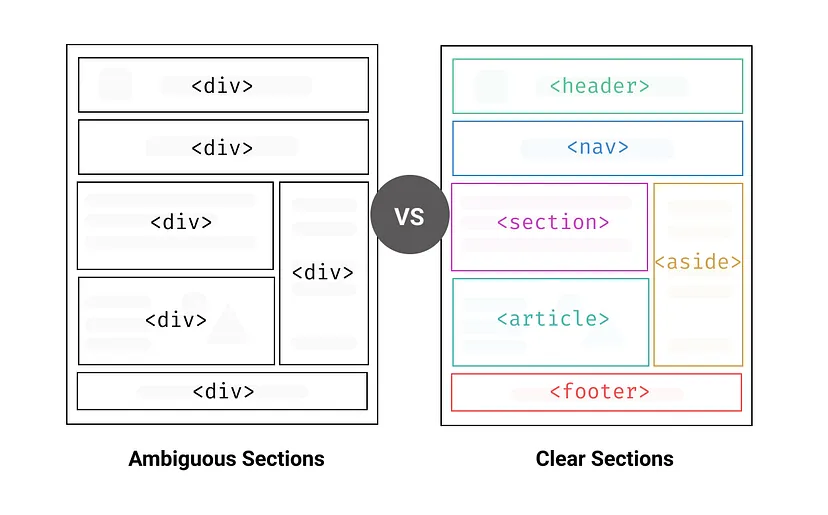 <div>
<div>
<div>
<div>
<div>
<div>
Ambiguous Sections
VS
<header>
<nav>
<section>
<aside>
<article>
<footer>
Clear Sections